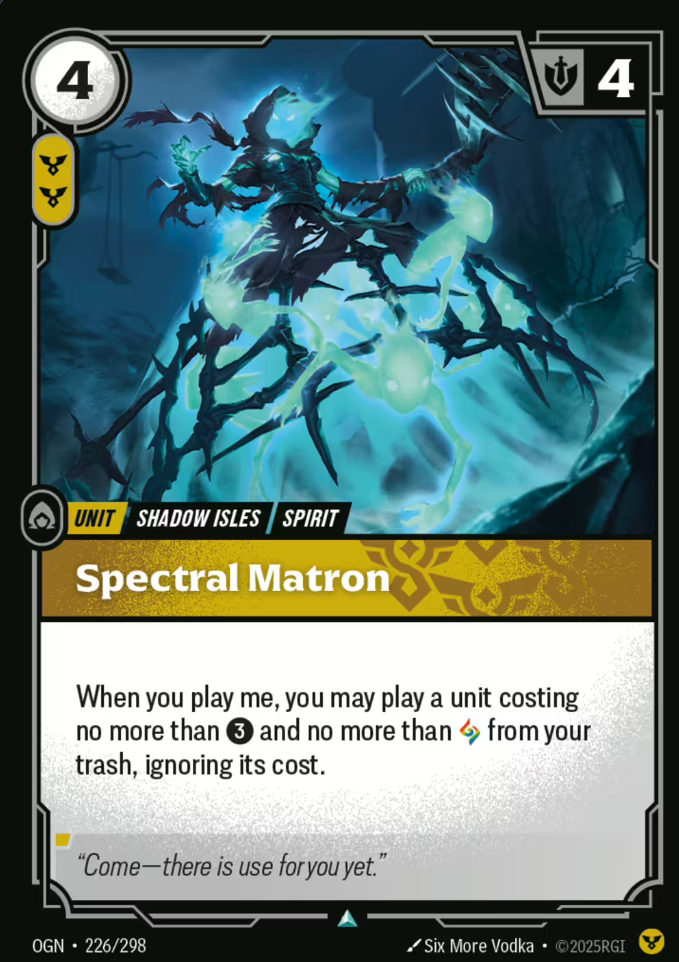 4
4
UNIT
SHADOW ISLES
SPIRIT
Spectral Matron
When you play me, you may play a unit costing
no more than 3 and no more than from your
trash, ignoring its cost.
“Come—there is use for you yet.”
OGN • 226/298
Six More Vodka • ©2025RGI